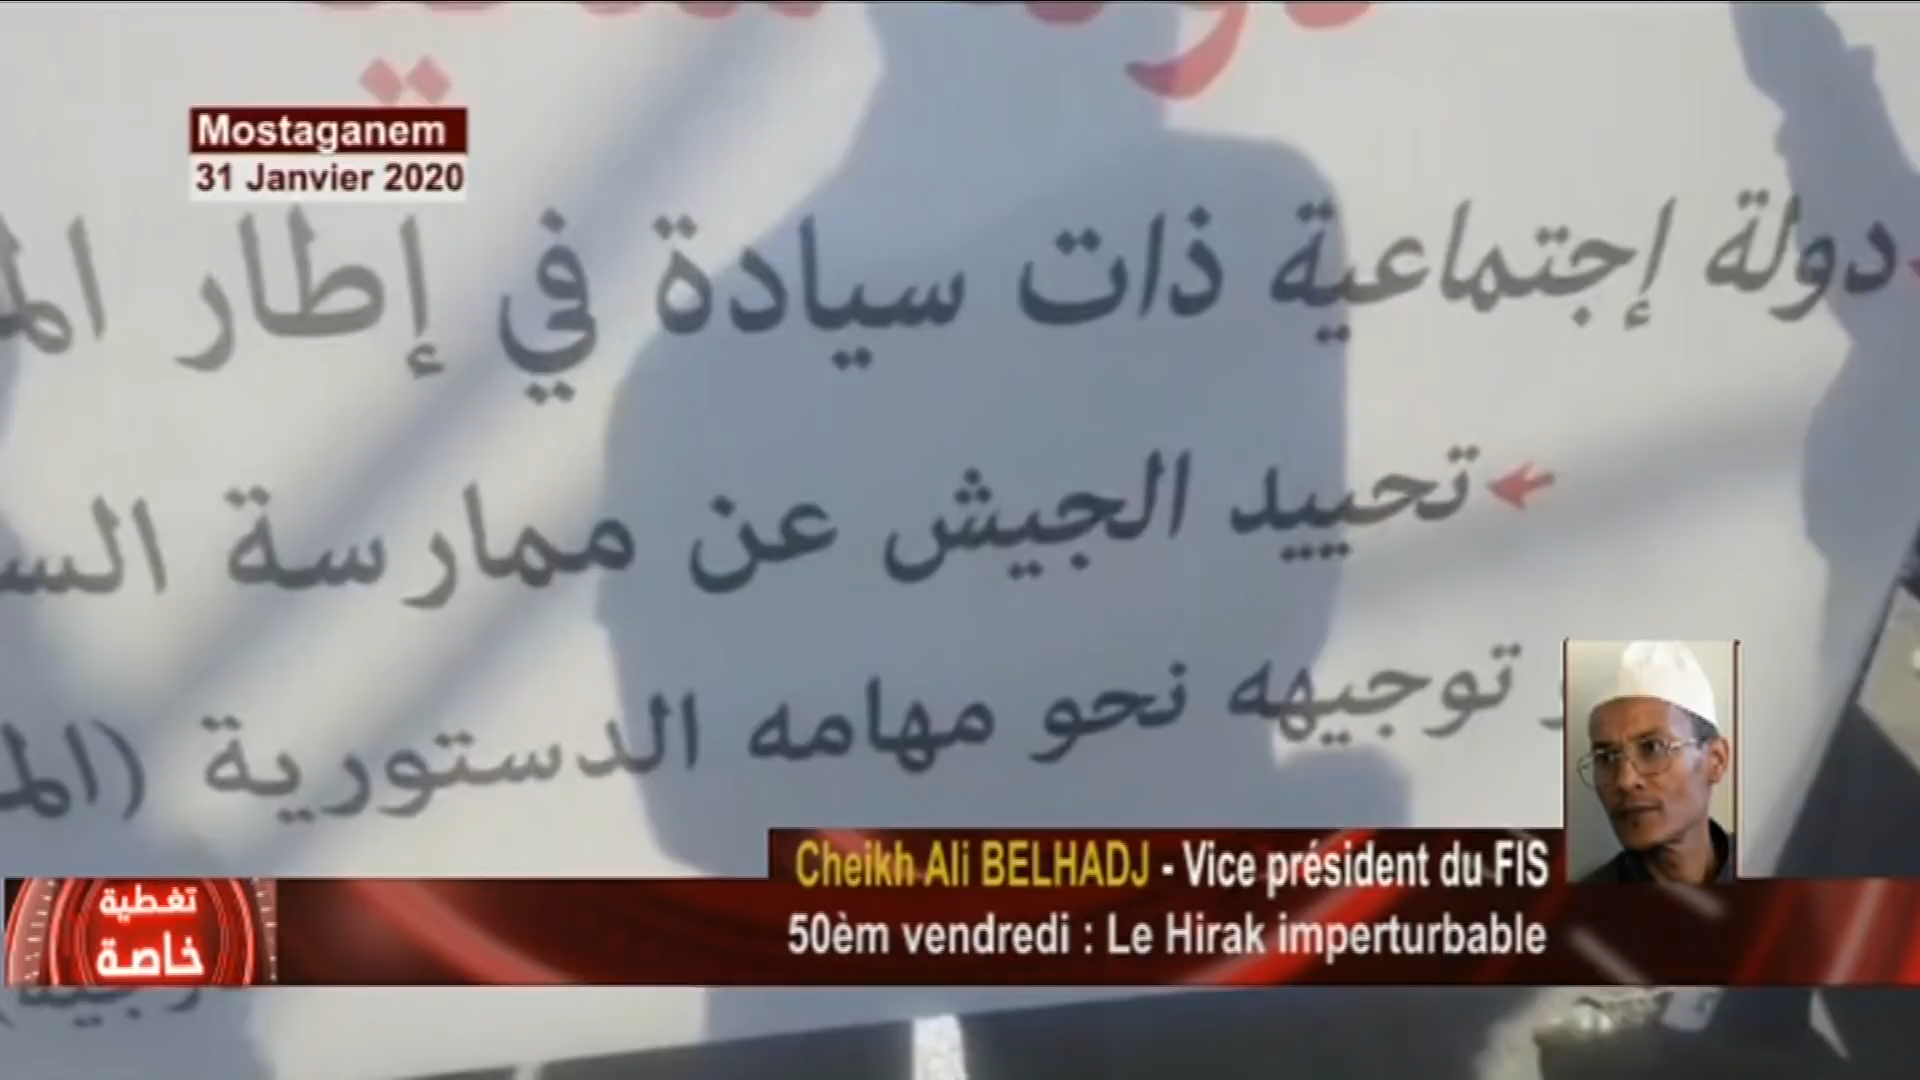 Mostaganem
31 Janvier 2020
دولة إجتماعية ذات سيادة في إطار
تحييد الجيش عن ممارسة
توجيهه نحو مهامه الدستورية
Cheikh Ali BELHADJ - Vice président du FIS
50èm vendredi : Le Hirak imperturbable
تغطية
خاصة